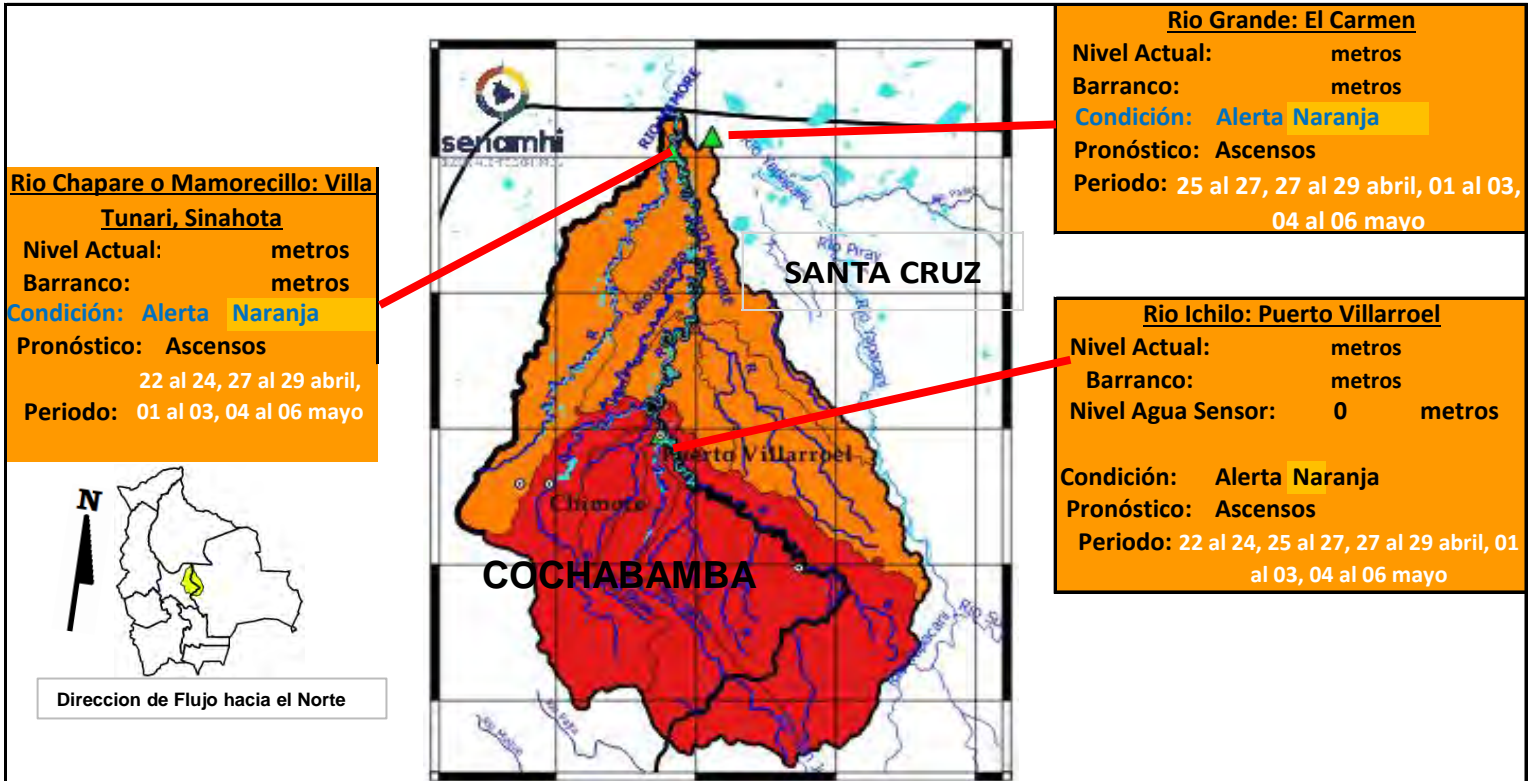 Rio Grande: El Carmen
Nivel Actual: metros
Barranco: metros
Condición: Alerta Naranja
Pronóstico: Ascensos
Periodo: 25 al 27, 27 al 29 abril, 01 al 03,
04 al 06 mayo
senamhi
Rio Chapare o Mamorecillo: Villa
Tunari, Sinahota
Nivel Actual: metros
Barranco: metros
Condición: Alerta Naranja
Pronóstico: Ascensos
22 al 24, 27 al 29 abril,
Periodo: 01 al 03, 04 al 06 mayo
RIO MAMORE
Rio Piray
SANTA CRUZ
Rio Ichilo: Puerto Villarroel
Nivel Actual: metros
Barranco: metros
Nivel Agua Sensor: 0 metros
Condición: Alerta Naranja
Pronóstico: Ascensos
Periodo: 22 al 24, 25 al 27, 27 al 29 abril, 01
al 03, 04 al 06 mayo
Puerto Villarroel
Chimore
COCHABAMBA
N
Direccion de Flujo hacia el Norte